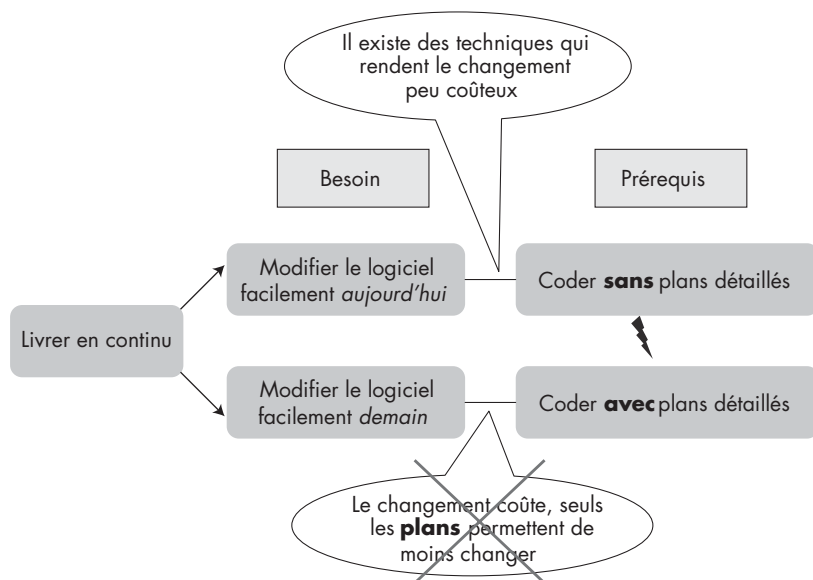 Il existe des techniques qui
rendent le changement
peu coûteux
Besoin
Prérequis
Modifier le logiciel
facilement aujourd’hui
Coder sans plans détaillés
Livrer en continu
Modifier le logiciel
facilement demain
Coder avec plans détaillés
Le changement coûte, seuls
les plans permettent de
moins changer